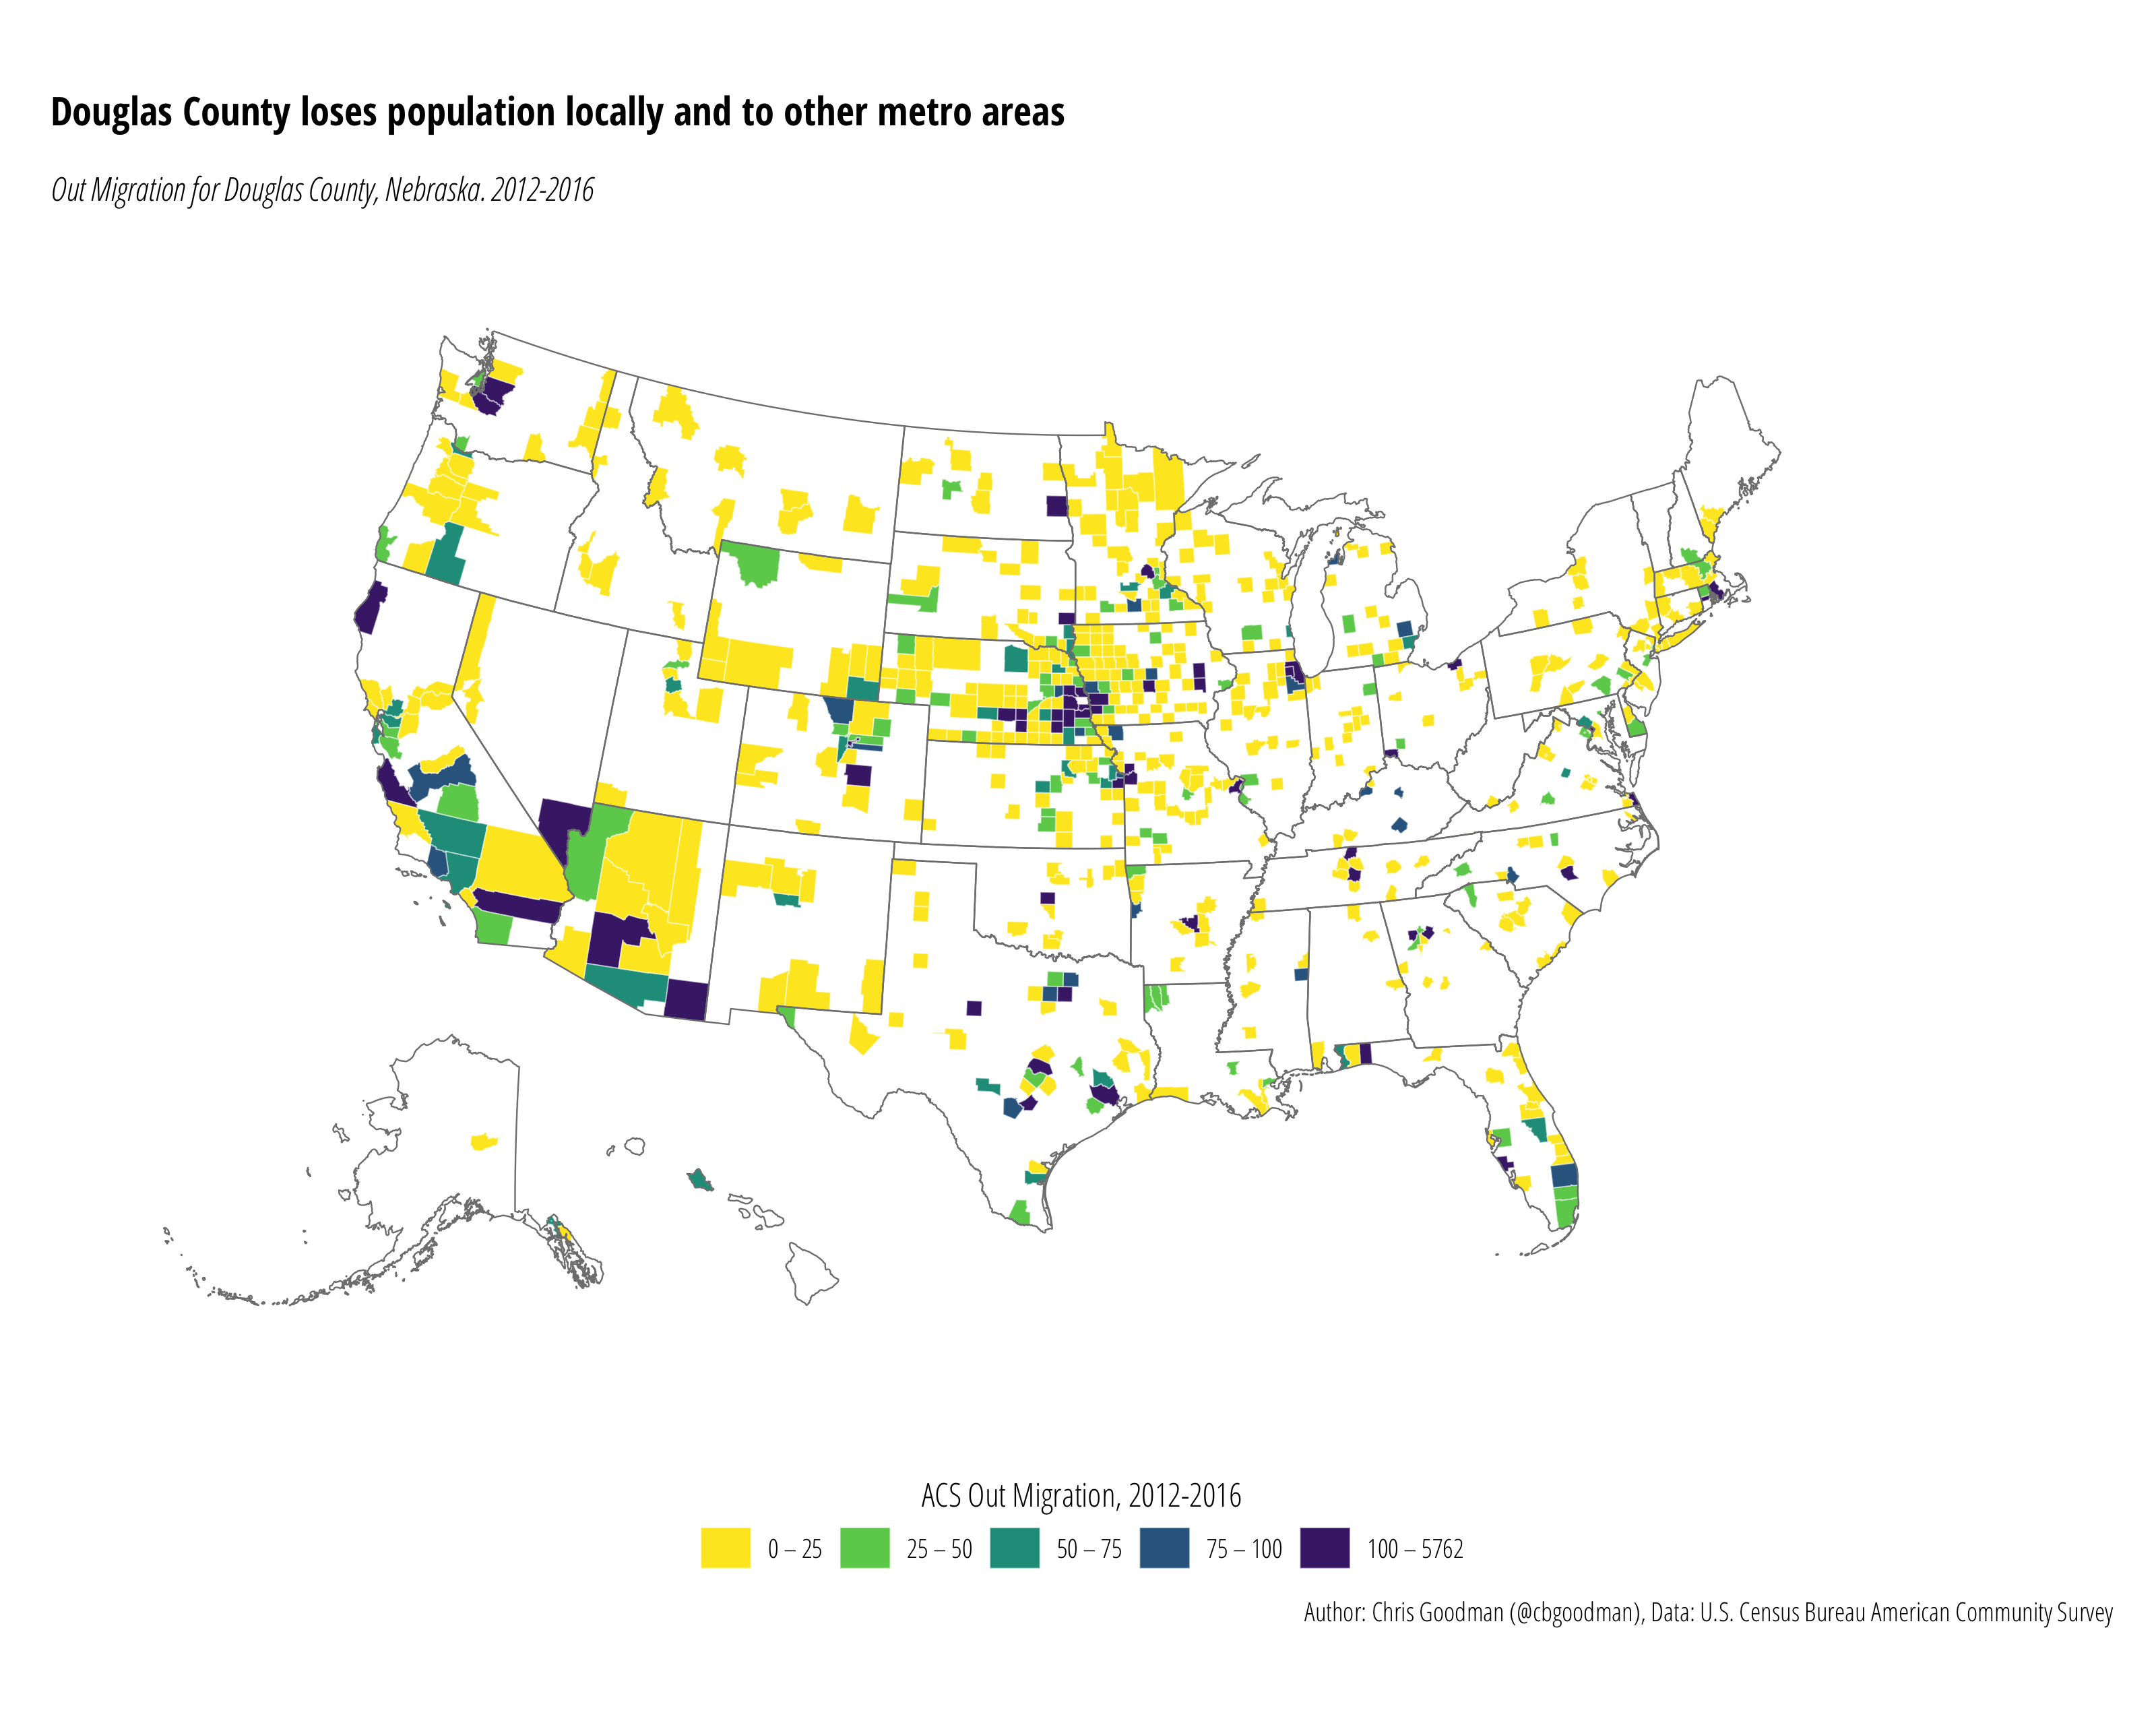 Douglas County loses population locally and to other metro areas
Out Migration for Douglas County, Nebraska. 2012-2016
ACS Out Migration, 2012-2016
0 – 25 25 – 50 50 – 75 75 – 100 100 – 5762
Author: Chris Goodman (@cbgoodman), Data: U.S. Census Bureau American Community Survey